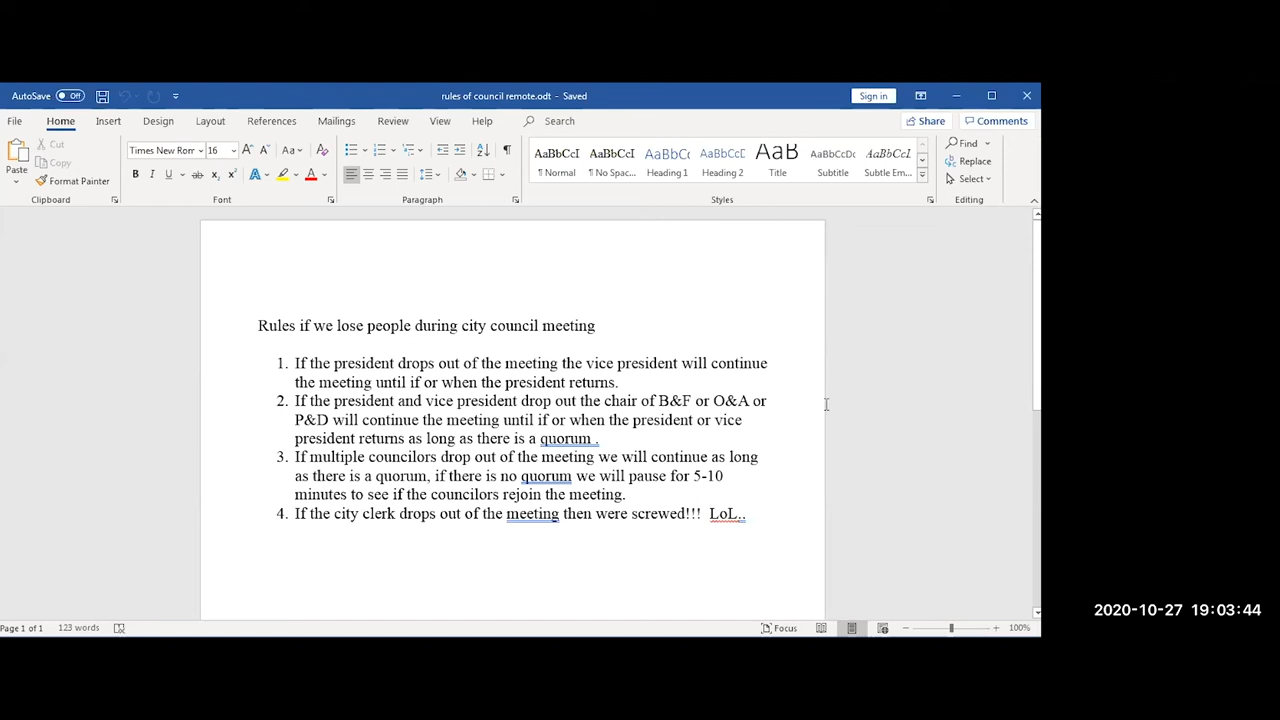 AutoSave Off rules of council remote.odt - Saved Sign in
File Home Insert Design Layout References Mailings Review View Help Search Share Comments
Paste Cut Copy Format Painter
Times New Rom 16 Aa
B I U ab x₂ x² A A
AaBbCcI AaBbCcI AaBbCc AaBbCcD AaB AaBbCcDc AaBbCcL
¶ Normal ¶ No Spac... Heading 1 Heading 2 Title Subtitle Subtle Em...
Find Replace Select
Clipboard Font Paragraph Styles Editing
Rules if we lose people during city council meeting
1. If the president drops out of the meeting the vice president will continue
the meeting until if or when the president returns.
2. If the president and vice president drop out the chair of B&F or O&A or
P&D will continue the meeting until if or when the president or vice
president returns as long as there is a quorum .
3. If multiple councilors drop out of the meeting we will continue as long
as there is a quorum, if there is no quorum we will pause for 5-10
minutes to see if the councilors rejoin the meeting.
4. If the city clerk drops out of the meeting then were screwed!!! LoL..
2020-10-27 19:03:44
Page 1 of 1 123 words Focus 100%